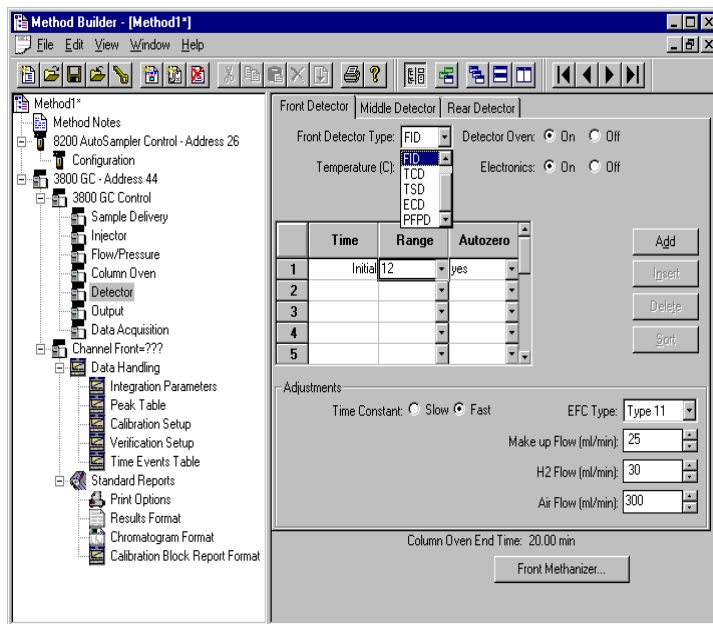 Method Builder - [Method1*]
File Edit View Window Help
Method1*
Method Notes
8200 AutoSampler Control - Address 26
Configuration
3800 GC - Address 44
3800 GC Control
Sample Delivery
Injector
Flow/Pressure
Column Oven
Detector
Output
Data Acquisition
Channel Front=???
Data Handling
Integration Parameters
Peak Table
Calibration Setup
Verification Setup
Time Events Table
Standard Reports
Print Options
Results Format
Chromatogram Format
Calibration Block Report Format
Front Detector Middle Detector Rear Detector
Front Detector Type: FID Detector Oven: On Off
Temperature (C): Electronics: On Off
FID
TCD
TSD
ECD
PFPD
Time Range Autozero
1 Initial 12 yes
2
3
4
5
Add
Insert
Delete
Sort
Adjustments
Time Constant: Slow Fast EFC Type: Type 11
Make up Flow (ml/min): 25
H2 Flow (ml/min): 30
Air Flow (ml/min): 300
Column Oven End Time: 20.00 min
Front Methanizer...